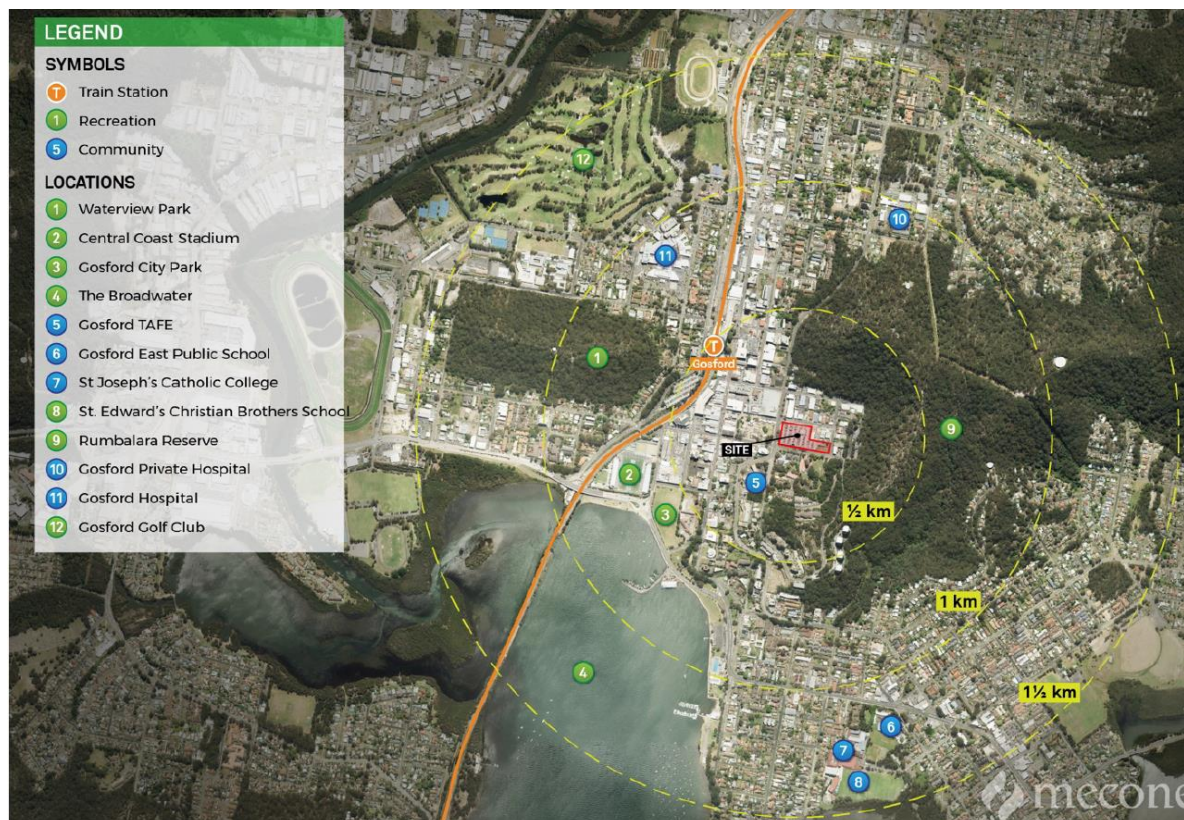 LEGEND
SYMBOLS
T Train Station
1 Recreation
5 Community
LOCATIONS
1 Waterview Park
2 Central Coast Stadium
3 Gosford City Park
4 The Broadwater
5 Gosford TAFE
6 Gosford East Public School
7 St Joseph's Catholic College
8 St. Edward's Christian Brothers School
9 Rumbalara Reserve
10 Gosford Private Hospital
11 Gosford Hospital
12 Gosford Golf Club
12
10
11
T
Gosford
1
9
SITE
2
5
3
½ km
1 km
4
1½ km
6
7
8
mecone